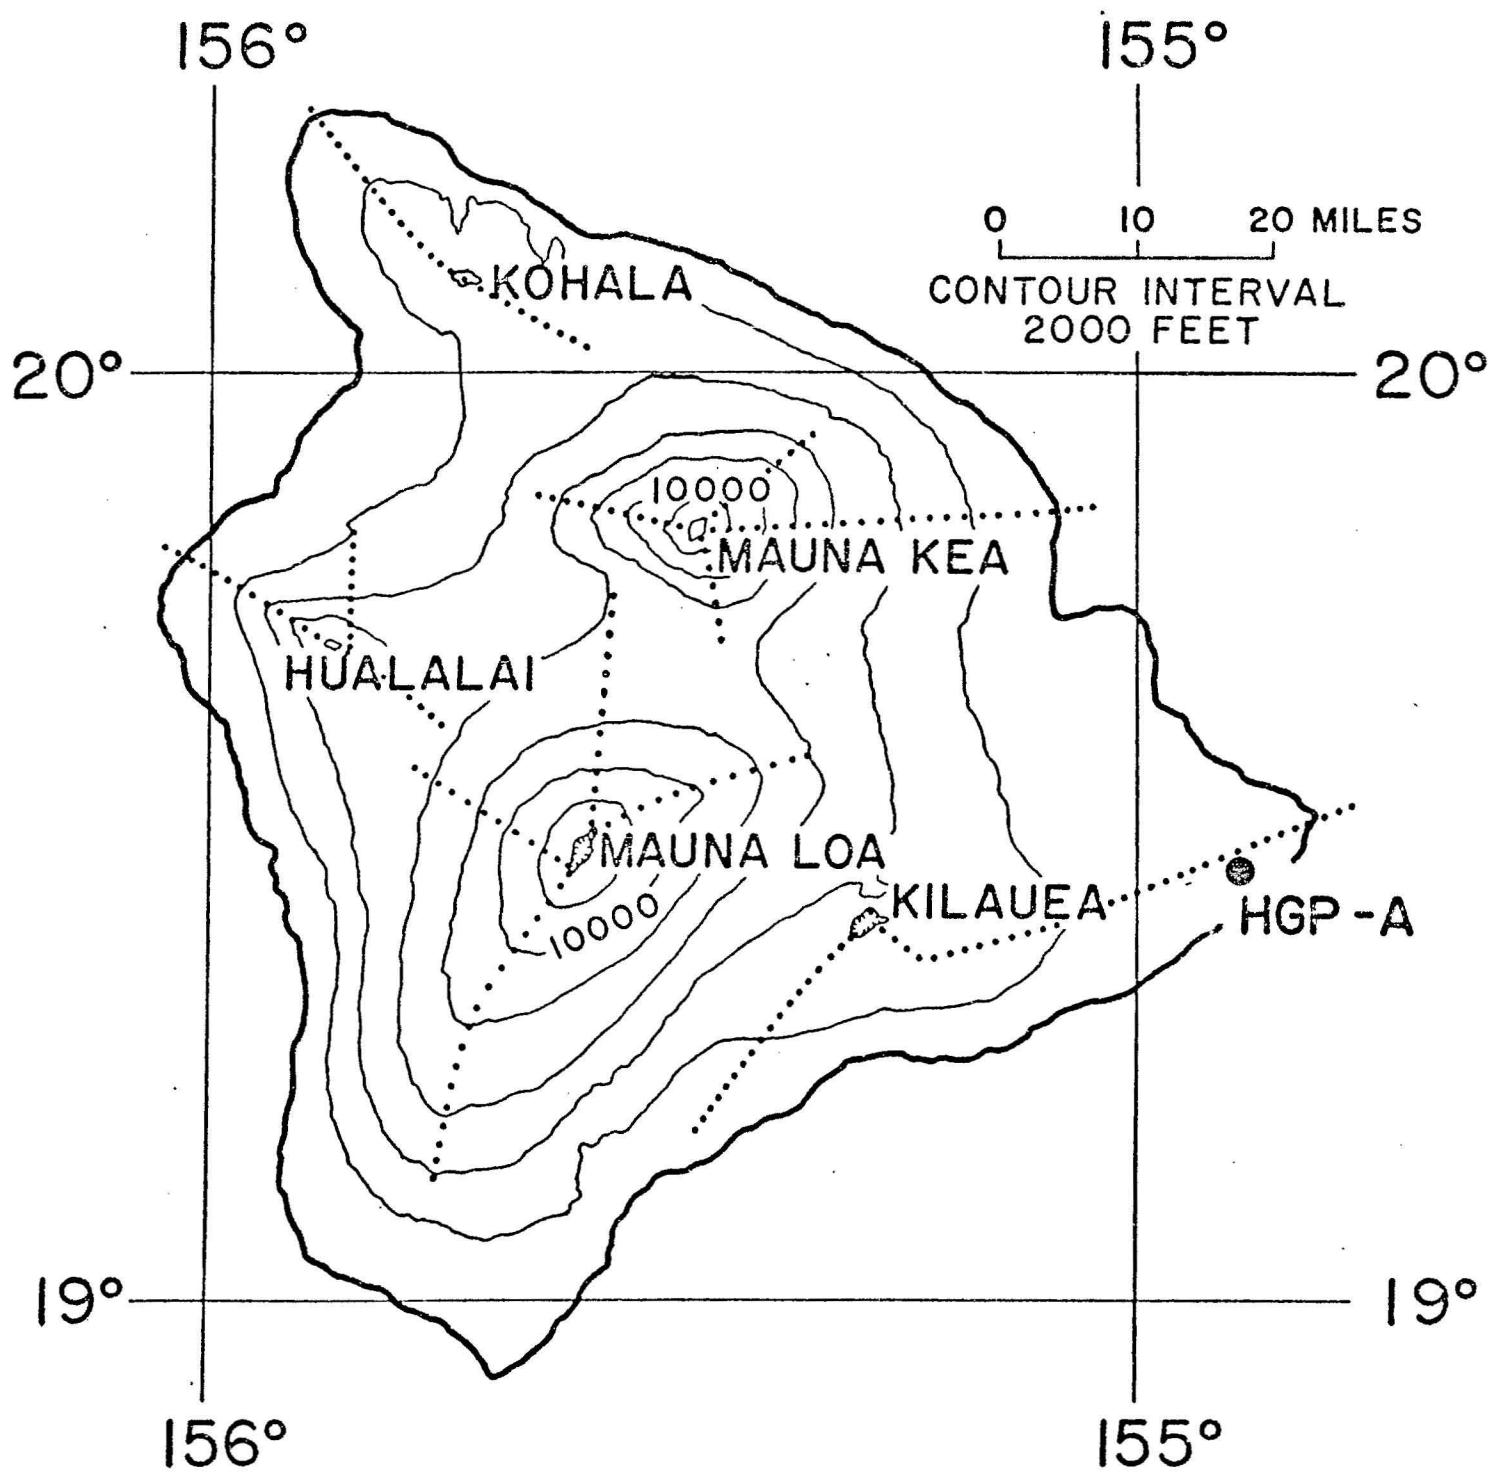 156°
155°
0 10 20 MILES
CONTOUR INTERVAL
2000 FEET
KOHALA
20°
20°
10000
MAUNA KEA
HUALALAI
MAUNA LOA
KILAUEA
10000
HGP-A
19°
19°
156°
155°